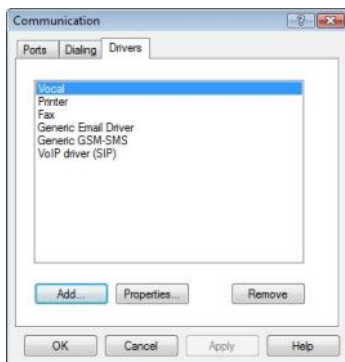 Communication
Ports Dialing Drivers
Vocal
Printer
Fax
Generic Email Driver
Generic GSM-SMS
VoIP driver (SIP)
Add... Properties... Remove
OK Cancel Apply Help